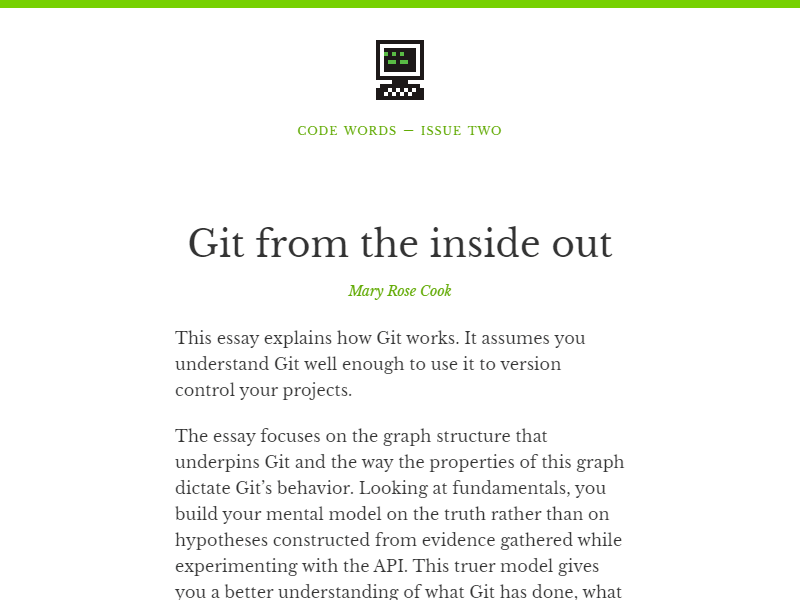 CODE WORDS — ISSUE TWO
Git from the inside out
Mary Rose Cook
This essay explains how Git works. It assumes you
understand Git well enough to use it to version
control your projects.
The essay focuses on the graph structure that
underpins Git and the way the properties of this graph
dictate Git’s behavior. Looking at fundamentals, you
build your mental model on the truth rather than on
hypotheses constructed from evidence gathered while
experimenting with the API. This truer model gives
you a better understanding of what Git has done, what